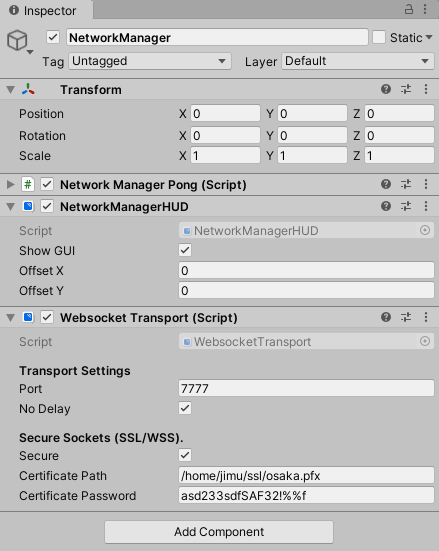 Inspector
NetworkManager Static
Tag Untagged Layer Default
Transform
Position X 0 Y 0 Z 0
Rotation X 0 Y 0 Z 0
Scale X 1 Y 1 Z 1
# Network Manager Pong (Script)
NetworkManagerHUD
Script NetworkManagerHUD
Show GUI
Offset X 0
Offset Y 0
Websocket Transport (Script)
Script WebsocketTransport
Transport Settings
Port 7777
No Delay
Secure Sockets (SSL/WSS).
Secure
Certificate Path /home/jimu/ssl/osaka.pfx
Certificate Password asd233sdfSAF32!%%f
Add Component